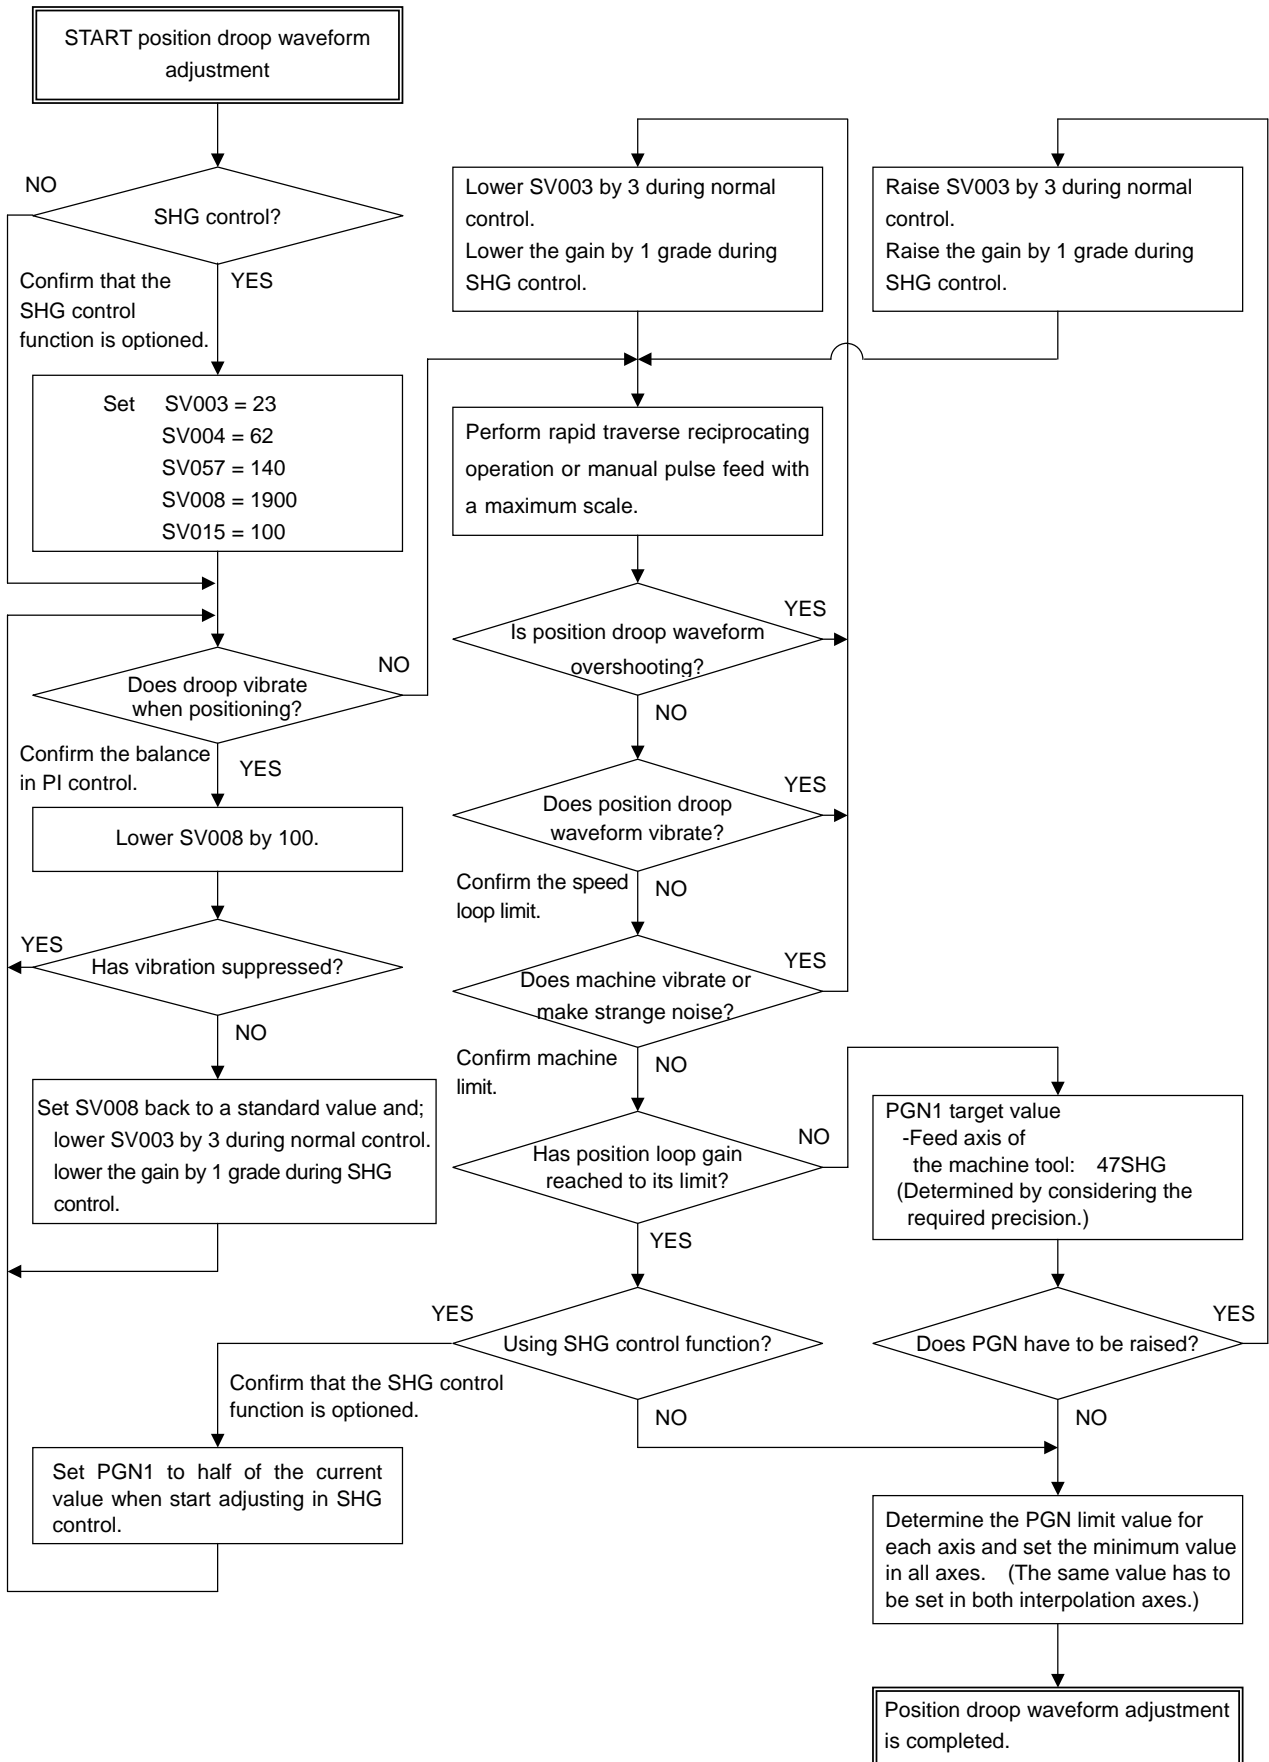 START position droop waveform
adjustment
NO
SHG control?
Confirm that the
SHG control
function is optioned.
YES
Set SV003 = 23
SV004 = 62
SV057 = 140
SV008 = 1900
SV015 = 100
NO
Does droop vibrate
when positioning?
Confirm the balance
in PI control.
YES
Lower SV008 by 100.
YES
Has vibration suppressed?
NO
Set SV008 back to a standard value and;
lower SV003 by 3 during normal control.
lower the gain by 1 grade during SHG
control.
Lower SV003 by 3 during normal
control.
Lower the gain by 1 grade during
SHG control.
Raise SV003 by 3 during normal
control.
Raise the gain by 1 grade during
SHG control.
Perform rapid traverse reciprocating
operation or manual pulse feed with
a maximum scale.
YES
Is position droop waveform
overshooting?
NO
YES
Does position droop
waveform vibrate?
Confirm the speed
loop limit.
NO
YES
Does machine vibrate or
make strange noise?
Confirm machine
limit.
NO
NO
Has position loop gain
reached to its limit?
YES
PGN1 target value
-Feed axis of
the machine tool: 47SHG
(Determined by considering the
required precision.)
YES
Using SHG control function?
Confirm that the SHG control
function is optioned.
NO
YES
Does PGN have to be raised?
NO
Set PGN1 to half of the current
value when start adjusting in SHG
control.
Determine the PGN limit value for
each axis and set the minimum value
in all axes. (The same value has to
be set in both interpolation axes.)
Position droop waveform adjustment
is completed.